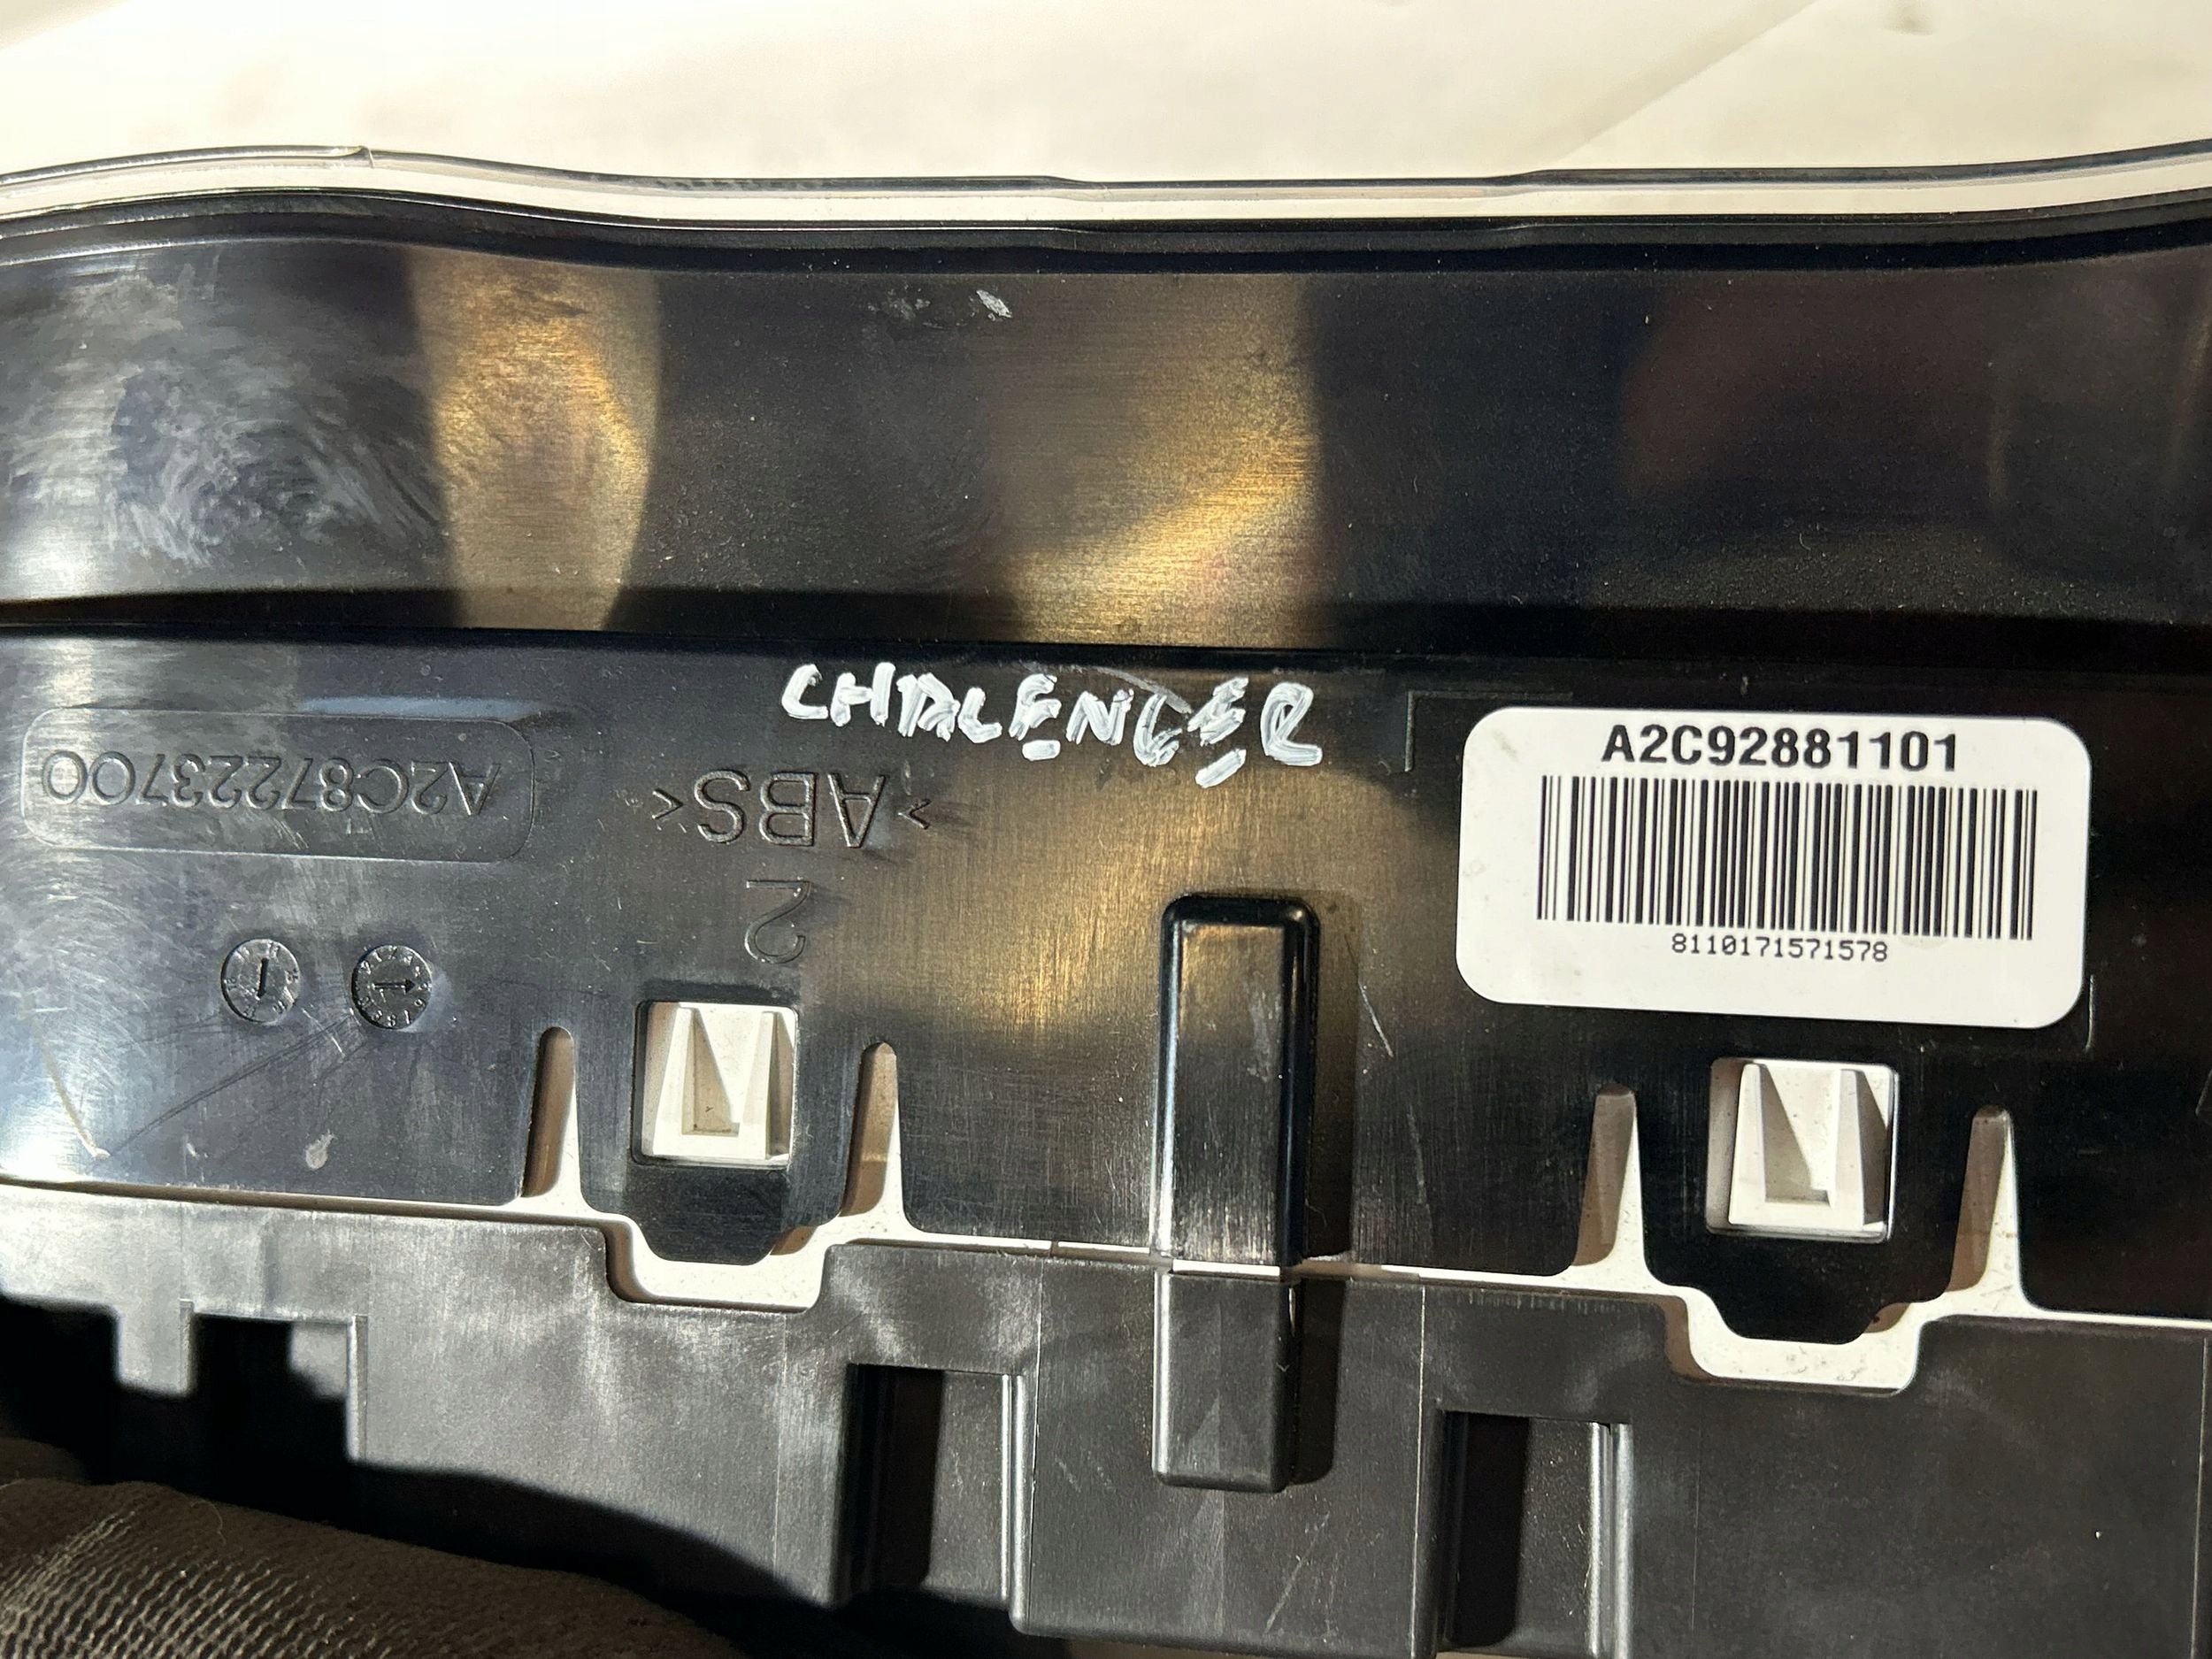 CHALENGER
A2C92881101
8110171571578
A2C87223700
>ABS<
2